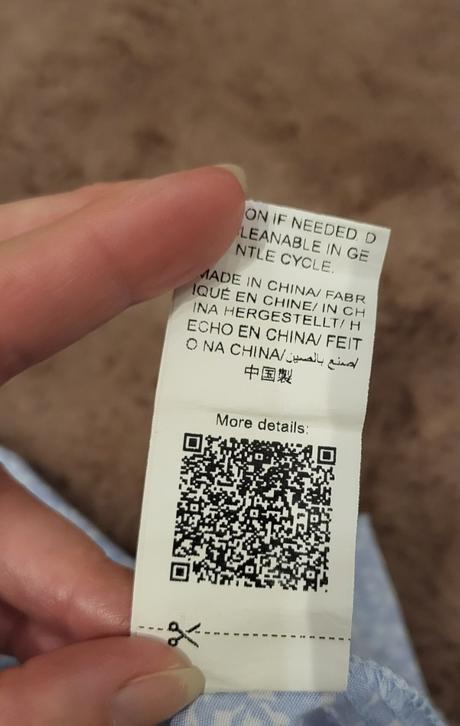 ON IF NEEDED D
LEANABLE IN GE
NTLE CYCLE.
MADE IN CHINA/ FABR
IQUÉ EN CHINE/ IN CH
INA HERGESTELLT/ H
ECHO EN CHINA/ FEIT
O NA CHINA/صنع بالصين/
中国製
More details: